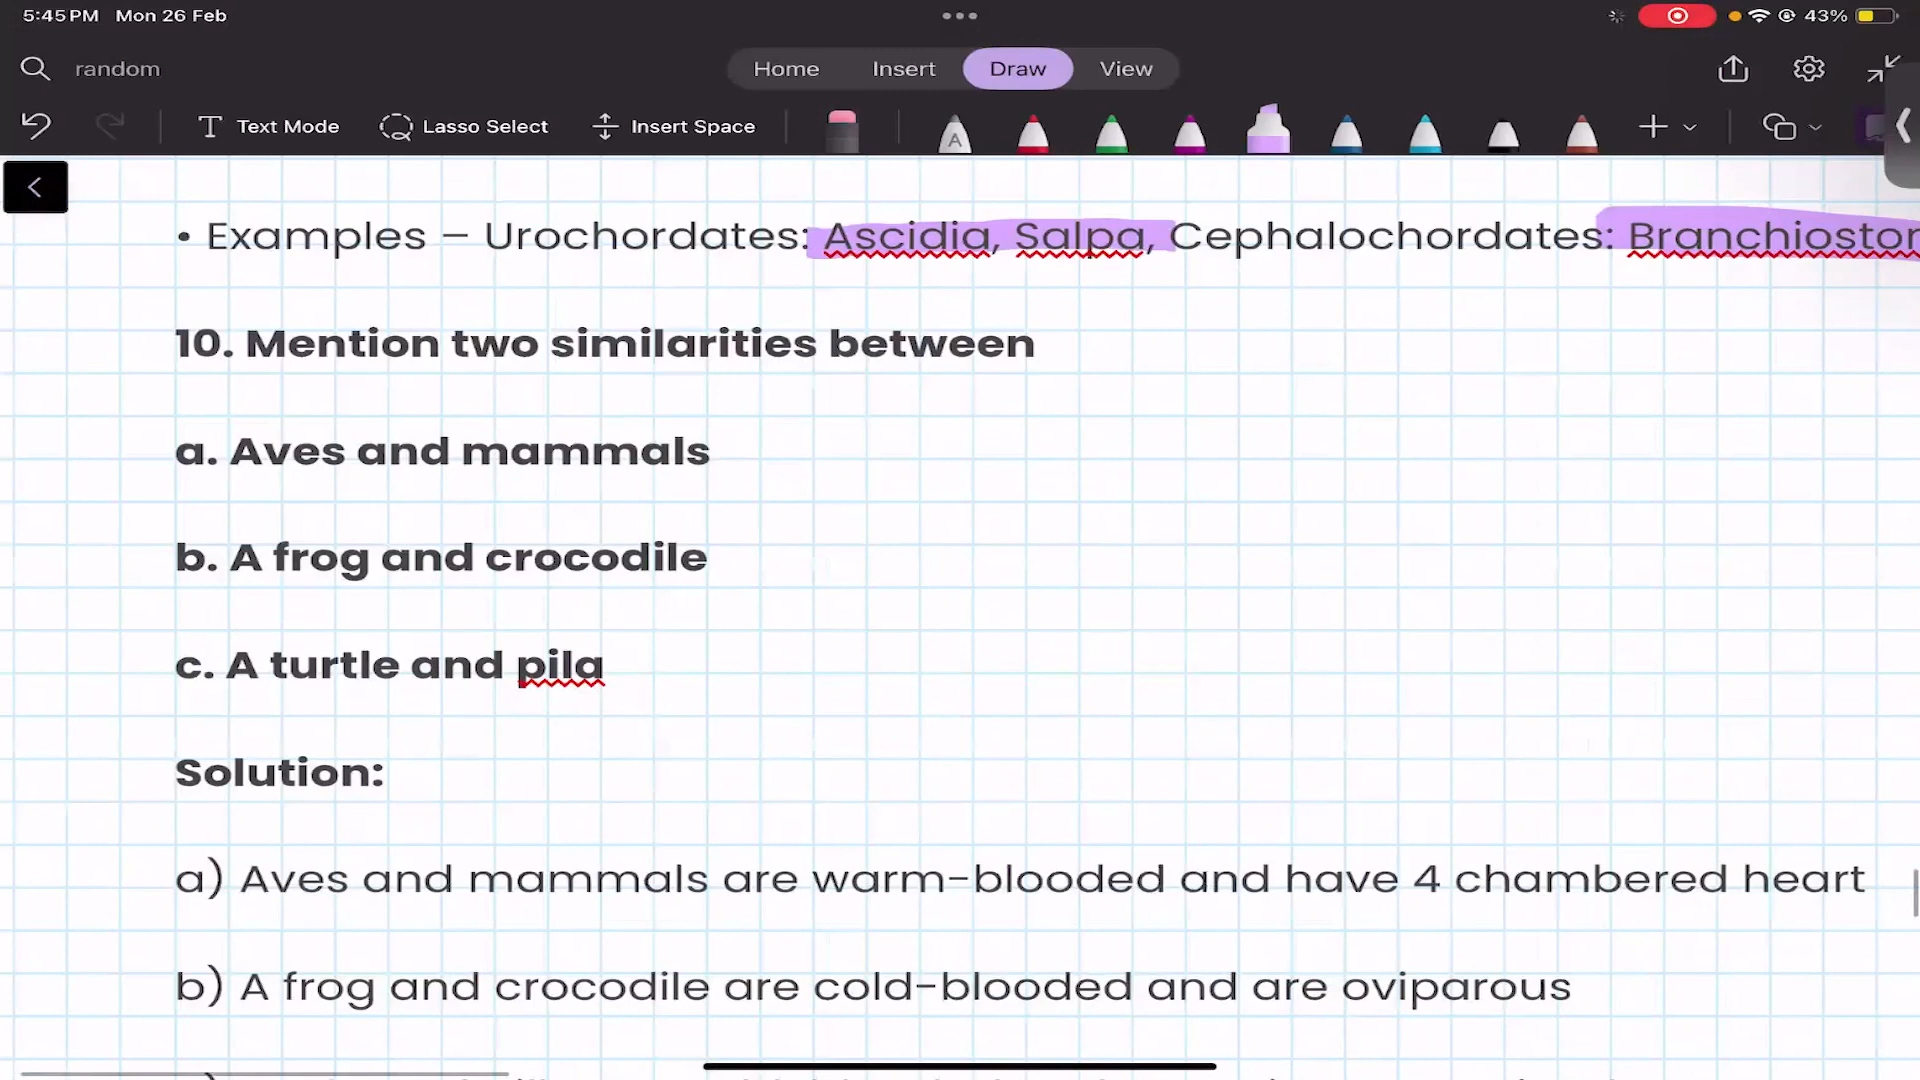 5:45 PM Mon 26 Feb
43%
random
Home Insert Draw View
Text Mode Lasso Select Insert Space
A
• Examples – Urochordates: Ascidia, Salpa, Cephalochordates:
10. Mention two similarities between
a. Aves and mammals
b. A frog and crocodile
c. A turtle and pila
Solution:
a) Aves and mammals are warm-blooded and have 4 chambered heart
b) A frog and crocodile are cold-blooded and are oviparous